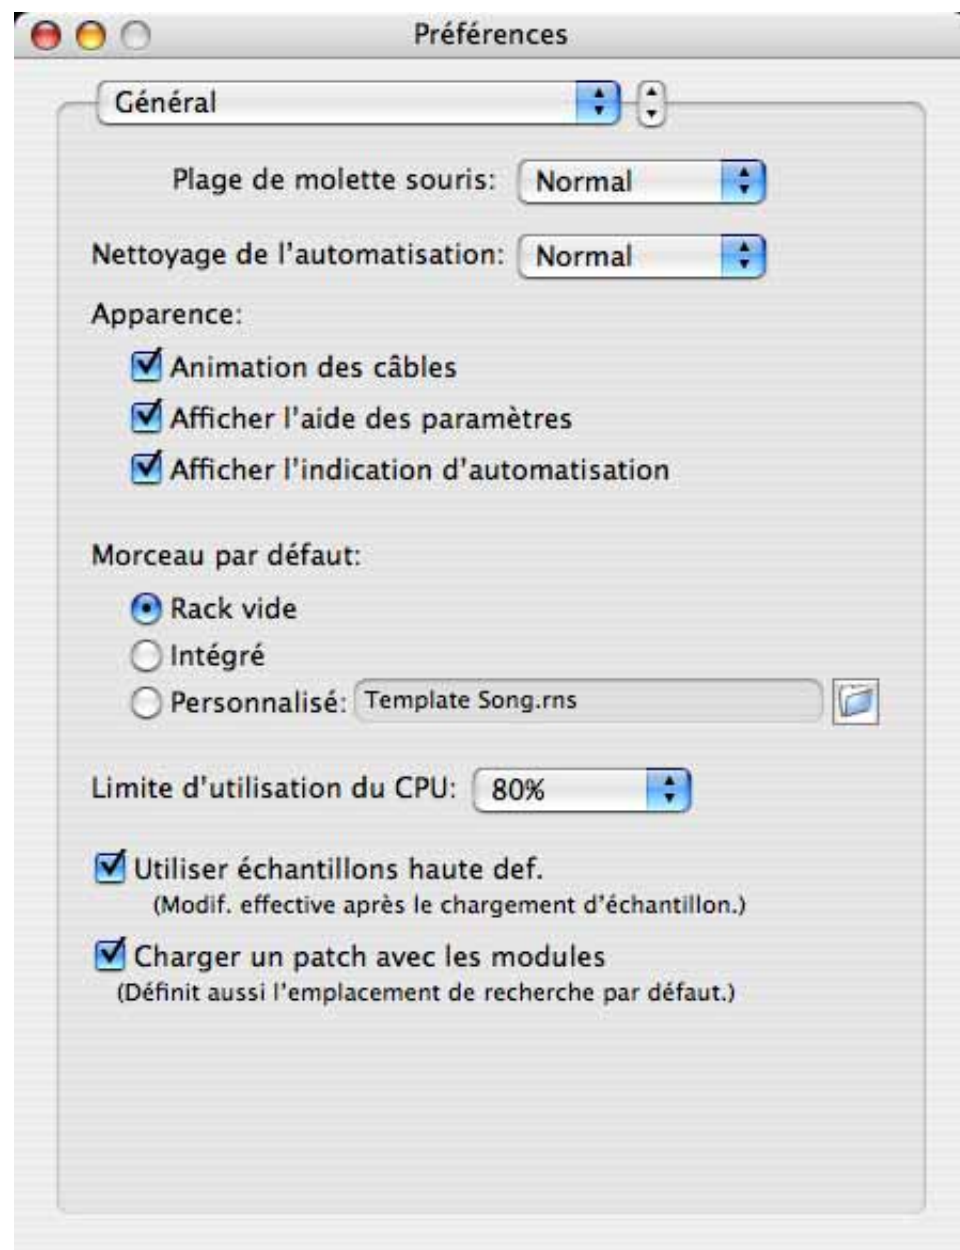 Préférences
Général
Plage de molette souris: Normal
Nettoyage de l'automatisation: Normal
Apparence:
Animation des câbles
Afficher l'aide des paramètres
Afficher l'indication d'automatisation
Morceau par défaut:
Rack vide
Intégré
Personnalisé: Template Song.rns
Limite d'utilisation du CPU: 80%
Utiliser échantillons haute def.
(Modif. effective après le chargement d'échantillon.)
Charger un patch avec les modules
(Définit aussi l'emplacement de recherche par défaut.)